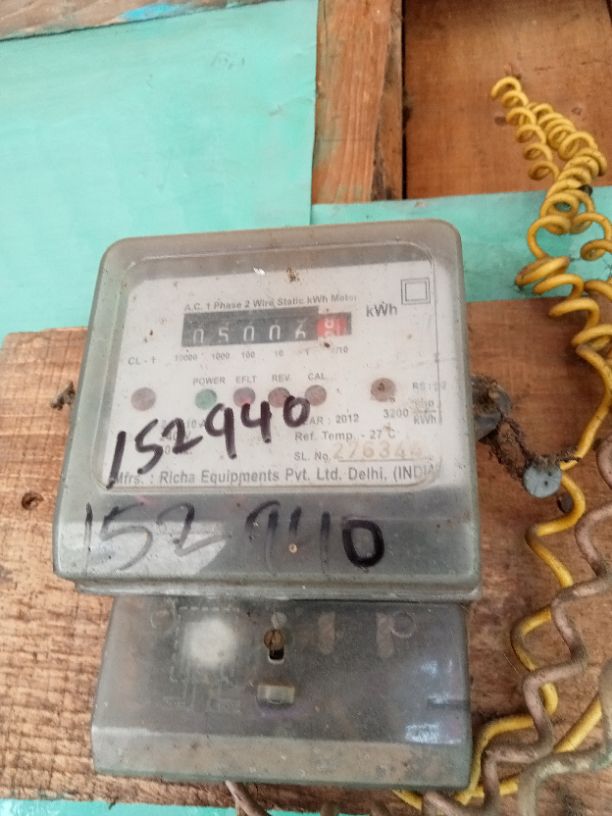 A.C. 1 Phase 2 Wire Static kWh Meter
kWh
05006
CL - 1 10000 1000 100 10 1 1/10
POWER EFLT REV. CAL
152940
YEAR : 2012 3200
kWh
Ref. Temp. - 27°C
SL. No.
Mfrs. : Richa Equipments Pvt. Ltd. Delhi, (INDIA)
152940